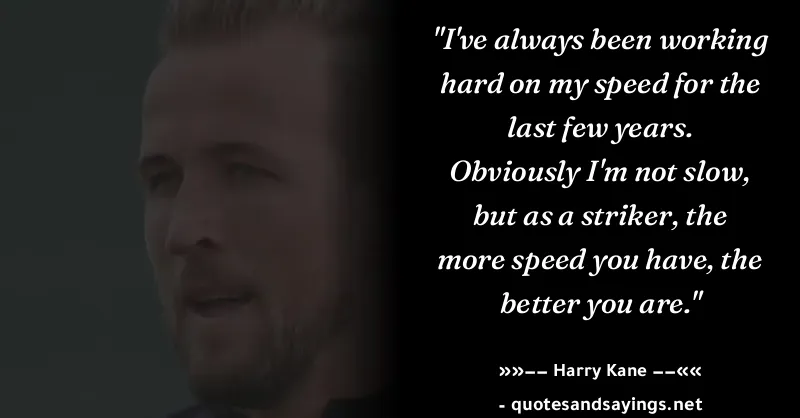 "I've always been working
hard on my speed for the
last few years.
Obviously I'm not slow,
but as a striker, the
more speed you have, the
better you are."
»»–– Harry Kane ––««
- quotesandsayings.net